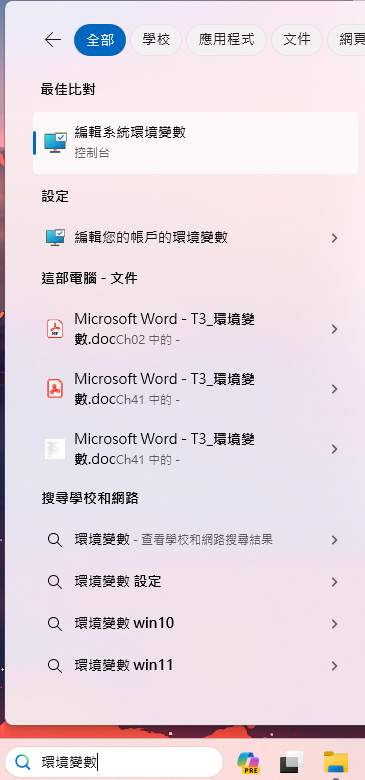 全部 學校 應用程式 文件 網頁
最佳比對
編輯系統環境變數
控制台
設定
編輯您的帳戶的環境變數
這部電腦 - 文件
Microsoft Word - T3_環境變
數.docCh02 中的 -
Microsoft Word - T3_環境變
數.docCh41 中的 -
Microsoft Word - T3_環境變
數.docCh41 中的 -
搜尋學校和網路
環境變數 - 查看學校和網路搜尋結果
環境變數 設定
環境變數 win10
環境變數 win11
環境變數
PRE